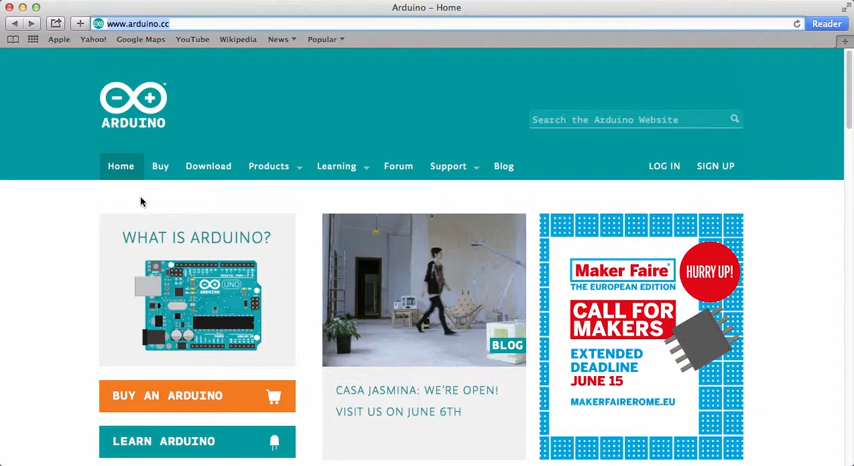 Arduino – Home
www.arduino.cc
Reader
Apple
Yahoo!
Google Maps
YouTube
Wikipedia
News
Popular
ARDUINO
Search the Arduino Website
Home
Buy
Download
Products
Learning
Forum
Support
Blog
LOG IN
SIGN UP
WHAT IS ARDUINO?
UNO
ARDUINO
BUY AN ARDUINO
LEARN ARDUINO
BLOG
CASA JASMINA: WE'RE OPEN!
VISIT US ON JUNE 6TH
Maker Faire
THE EUROPEAN EDITION
HURRY UP!
CALL FOR
MAKERS
EXTENDED
DEADLINE
JUNE 15
MAKERFAIREROME.EU